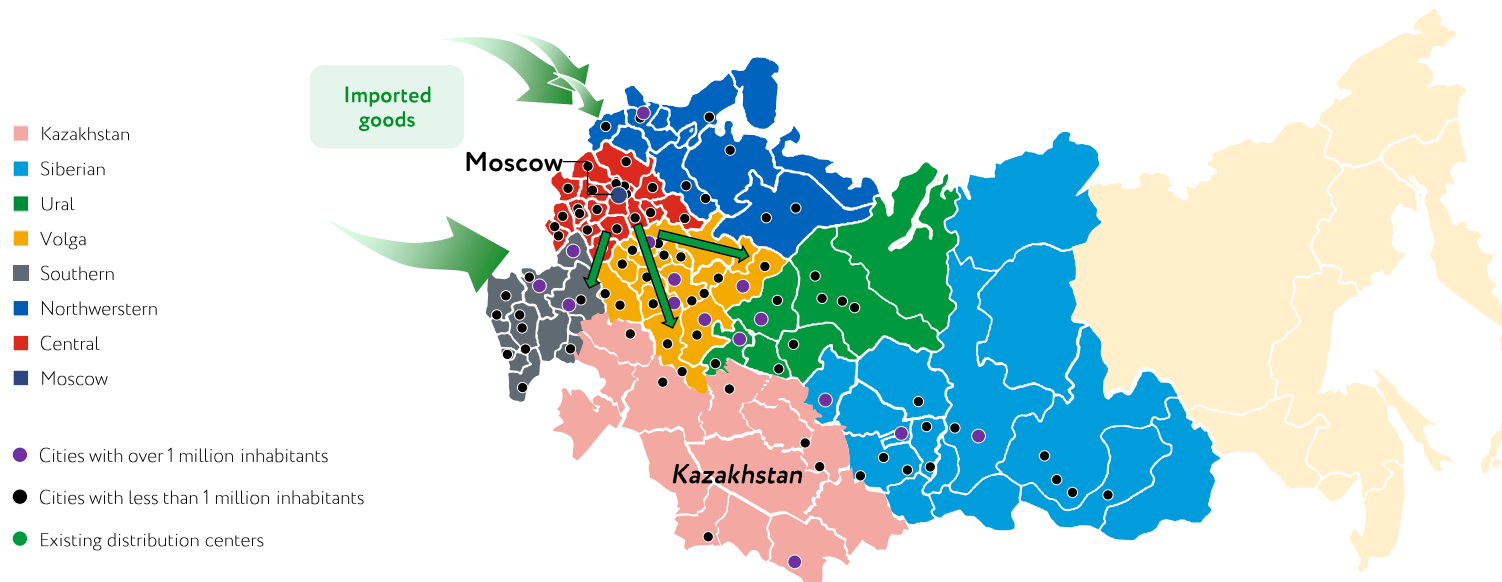 Imported
goods
Moscow
Kazakhstan
Siberian
Ural
Volga
Southern
Northwerstern
Central
Moscow
Cities with over 1 million inhabitants
Cities with less than 1 million inhabitants
Existing distribution centers
Kazakhstan